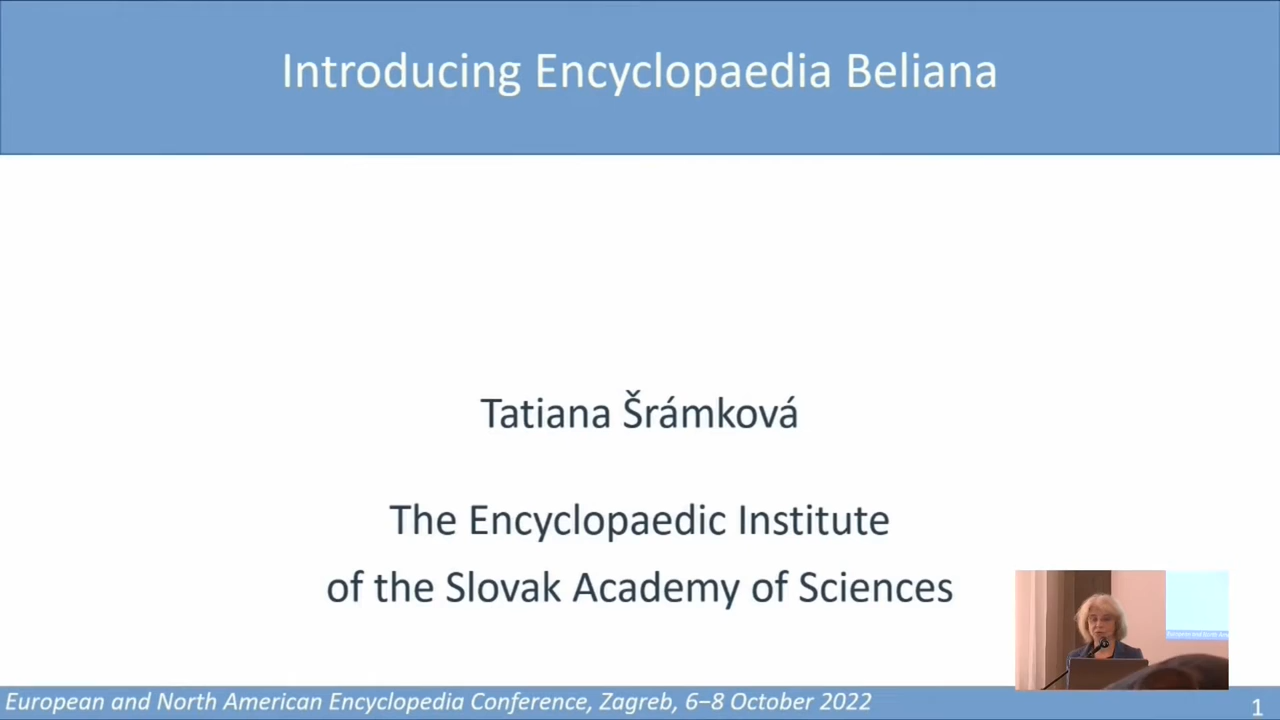 Introducing Encyclopaedia Beliana
Tatiana Šrámková
The Encyclopaedic Institute
of the Slovak Academy of Sciences
European and North American Encyclopedia Conference, Zagreb, 6–8 October 2022
1